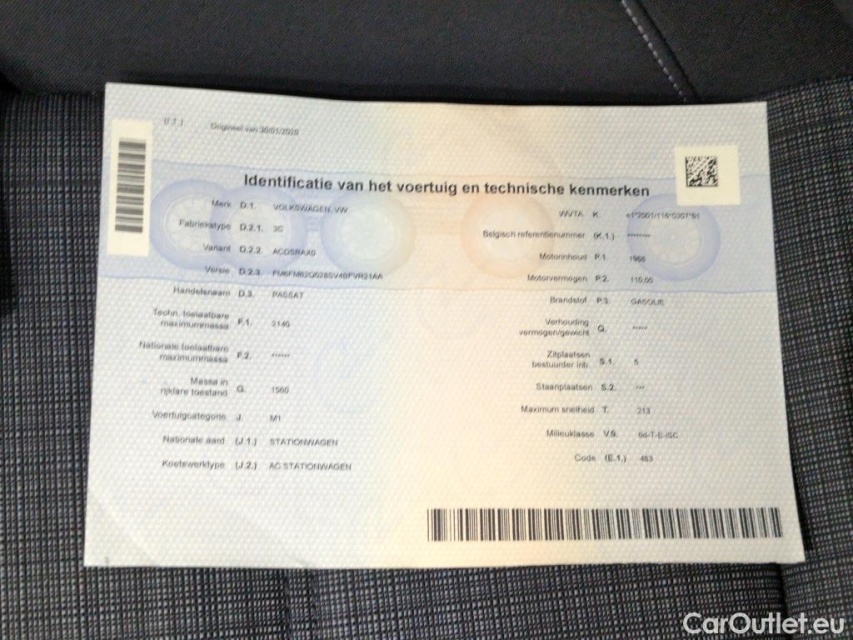 (I.7.)
Origineel van 30/01/2020
Identificatie van het voertuig en technische kenmerken
Merk D.1. VOLKSWAGEN, VW
Fabriekstype D.2.1. 3C
Variant D.2.2.
Versie D.2.3.
Handelsnaam D.3. PASSAT
Techn. toelaatbare
maximummassa F.1. 2140
Nationale toelaatbare
maximummassa F.2. ******
Massa in
rijklare toestand G. 1560
Voertuigcategorie J. M1
Nationale aard (J.1.) STATIONWAGEN
Koetswerktype (J.2.) AC STATIONWAGEN
WVTA K.
Belgisch referentienummer (K.1.) ********
Motorinhoud P.1. 1968
Motorvermogen P.2. 110,00
Brandstof P.3. GASOLIE
Verhouding
vermogen/gewicht Q. *****
Zitplaatsen
bestuurder inb. S.1. 5
Staanplaatsen S.2. ***
Maximum snelheid T. 213
Milieuklasse V.9. 6d-T-E-ISC
Code (E.1.) 483
CarOutlet.eu